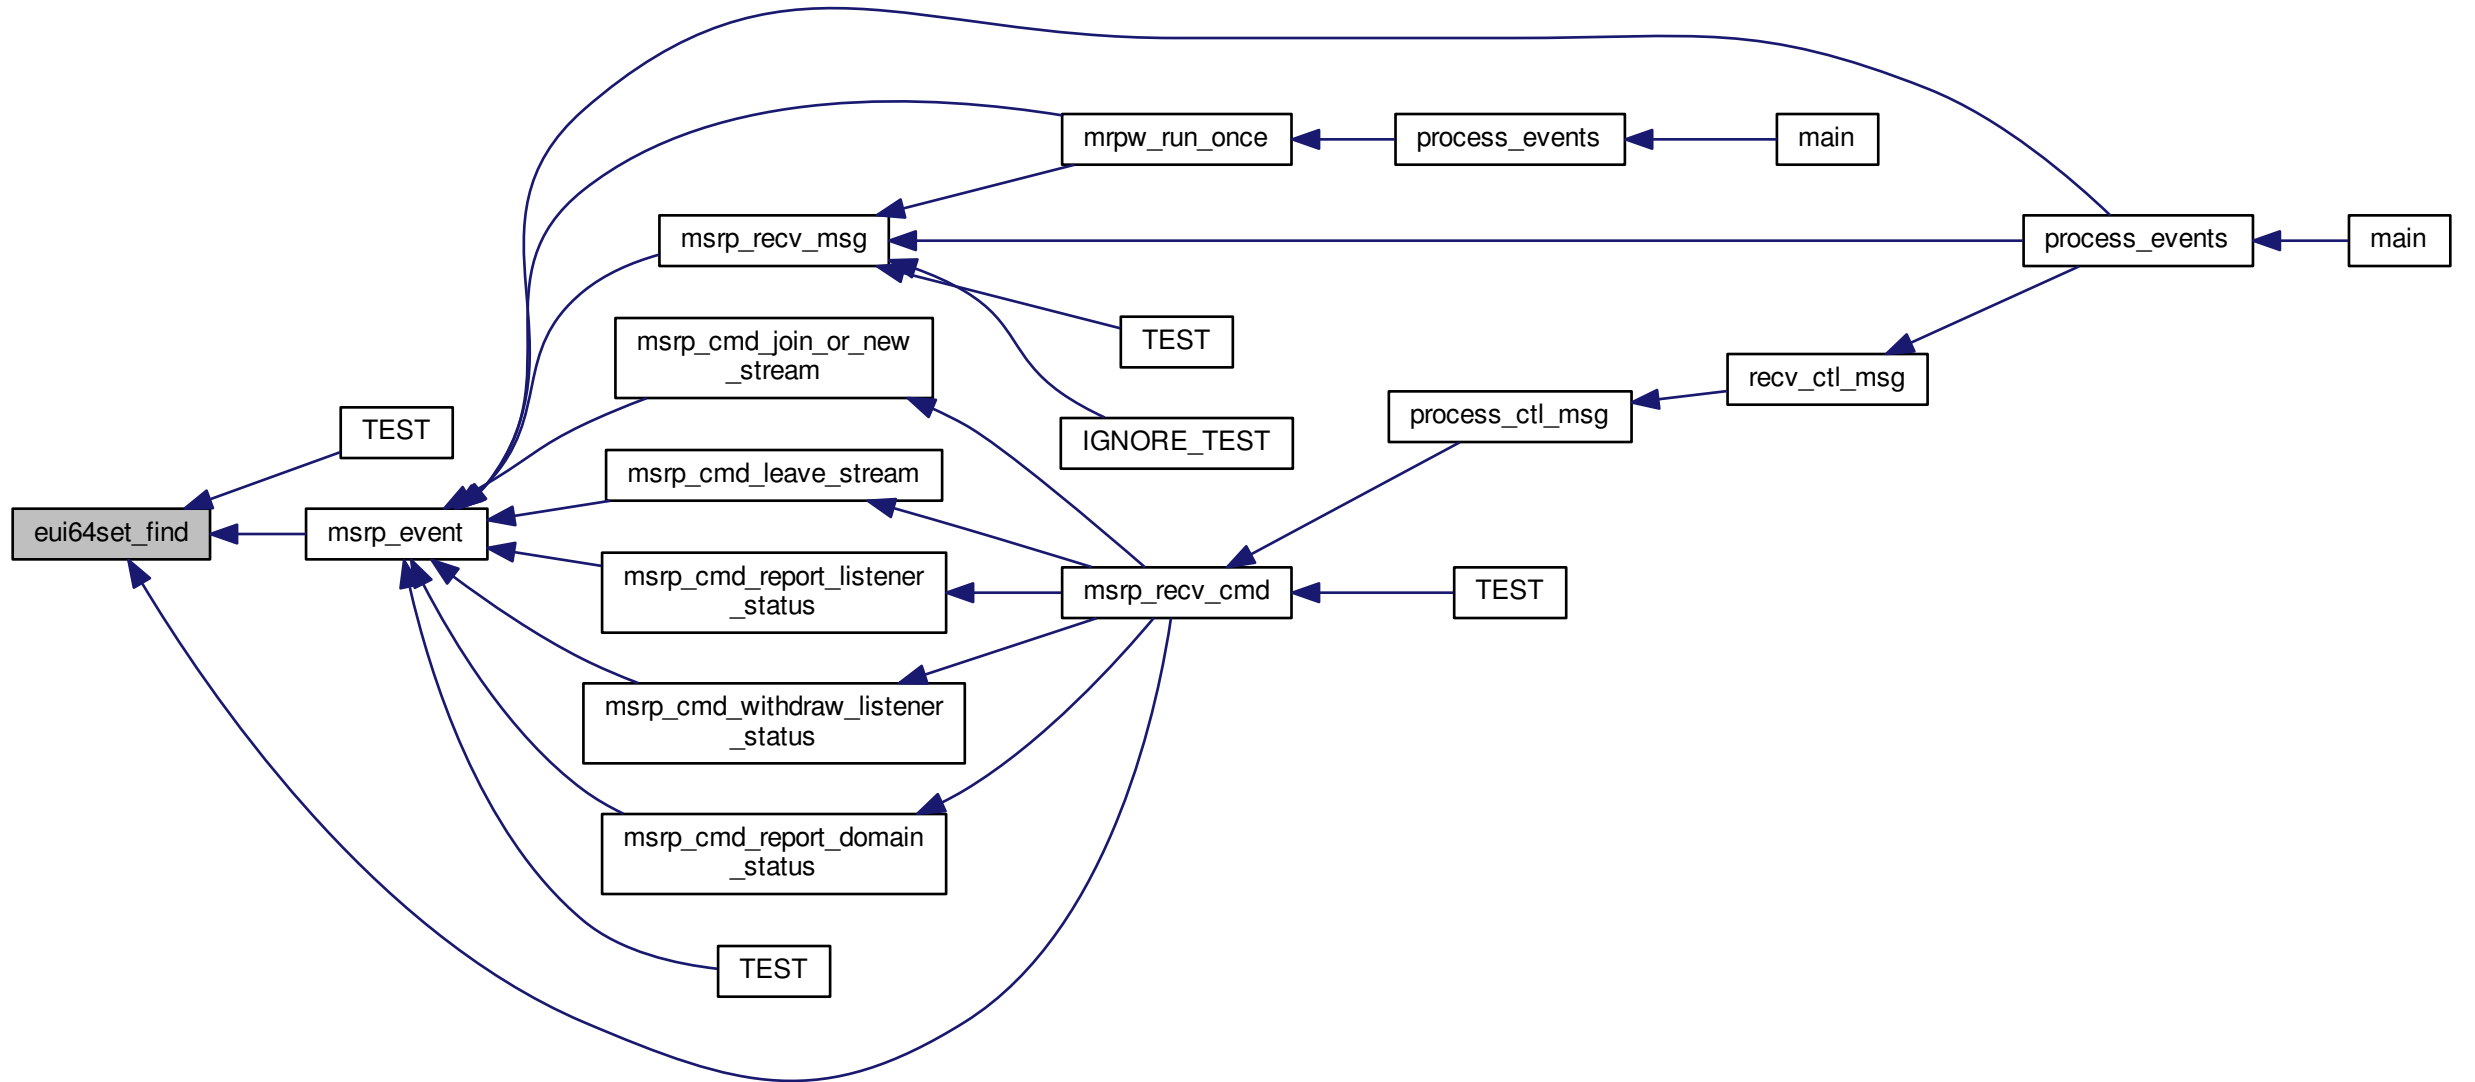 mrpw_run_once
process_events
main
msrp_recv_msg
process_events
main
msrp_cmd_join_or_new
_stream
TEST
recv_ctl_msg
process_ctl_msg
TEST
IGNORE_TEST
msrp_cmd_leave_stream
eui64set_find
msrp_event
msrp_cmd_report_listener
_status
msrp_recv_cmd
TEST
msrp_cmd_withdraw_listener
_status
msrp_cmd_report_domain
_status
TEST